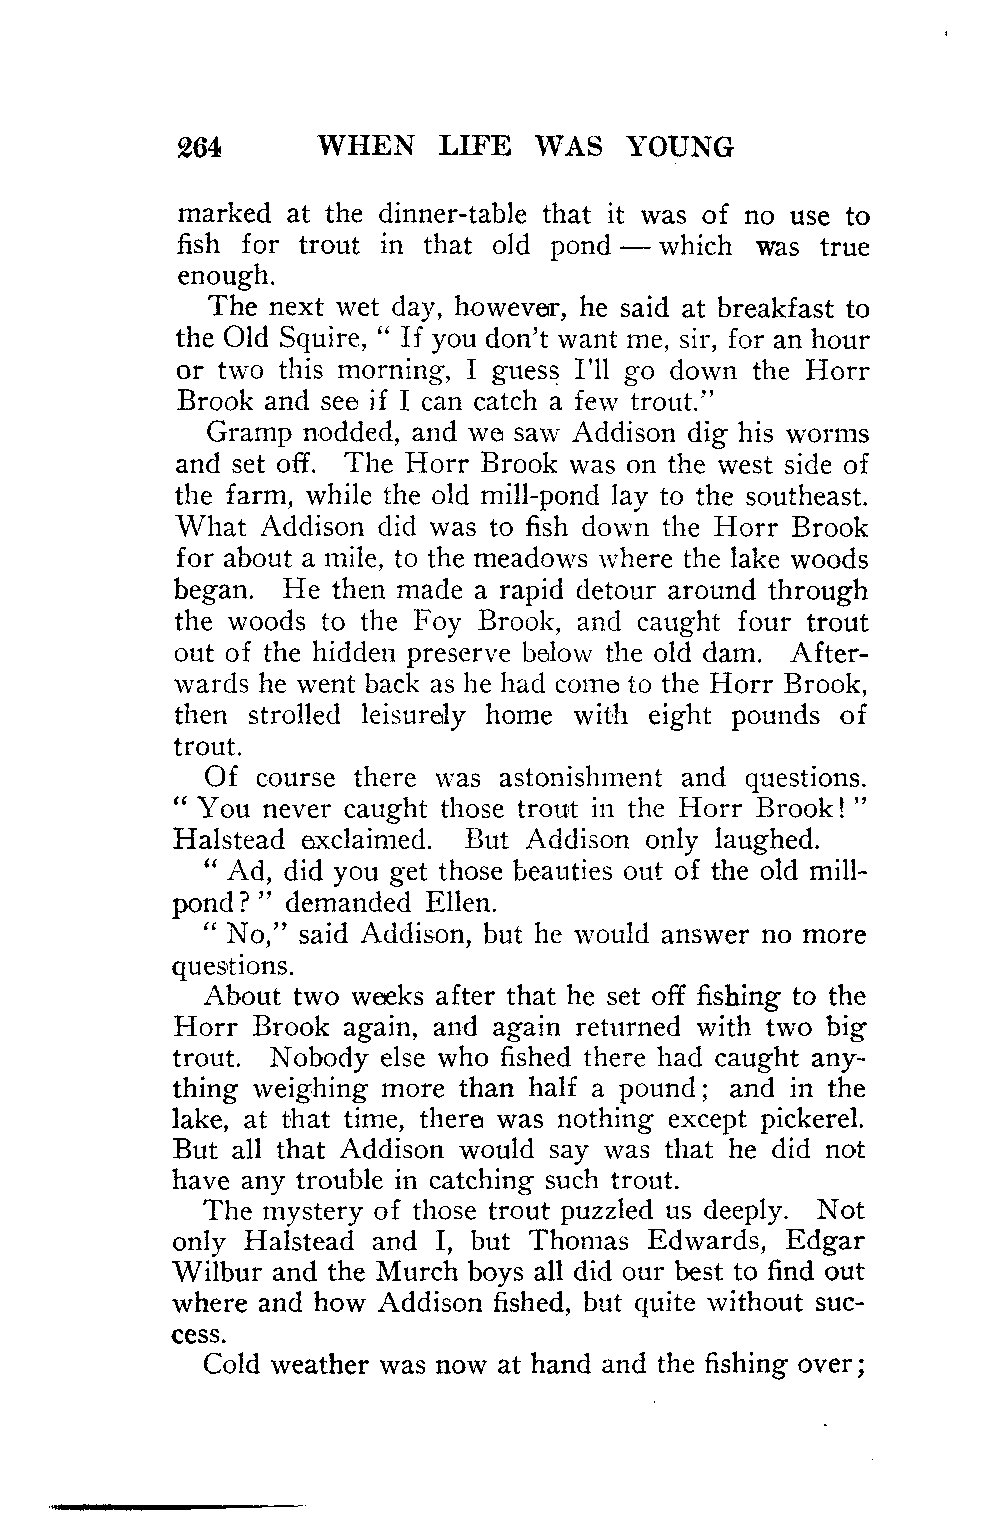 264 WHEN LIFE WAS YOUNG
marked at the dinner-table that it was of no use to
fish for trout in that old pond — which was true
enough.
The next wet day, however, he said at breakfast to
the Old Squire, “ If you don't want me, sir, for an hour
or two this morning, I guess I'll go down the Horr
Brook and see if I can catch a few trout.”
Gramp nodded, and we saw Addison dig his worms
and set off. The Horr Brook was on the west side of
the farm, while the old mill-pond lay to the southeast.
What Addison did was to fish down the Horr Brook
for about a mile, to the meadows where the lake woods
began. He then made a rapid detour around through
the woods to the Foy Brook, and caught four trout
out of the hidden preserve below the old dam. After-
wards he went back as he had come to the Horr Brook,
then strolled leisurely home with eight pounds of
trout.
Of course there was astonishment and questions.
“ You never caught those trout in the Horr Brook! ”
Halstead exclaimed. But Addison only laughed.
“ Ad, did you get those beauties out of the old mill-
pond? ” demanded Ellen.
“ No,” said Addison, but he would answer no more
questions.
About two weeks after that he set off fishing to the
Horr Brook again, and again returned with two big
trout. Nobody else who fished there had caught any-
thing weighing more than half a pound; and in the
lake, at that time, there was nothing except pickerel.
But all that Addison would say was that he did not
have any trouble in catching such trout.
The mystery of those trout puzzled us deeply. Not
only Halstead and I, but Thomas Edwards, Edgar
Wilbur and the Murch boys all did our best to find out
where and how Addison fished, but quite without suc-
cess.
Cold weather was now at hand and the fishing over;